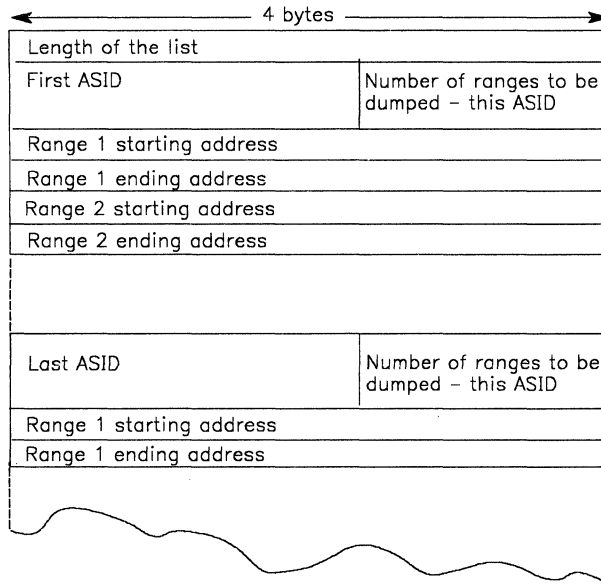 4 bytes
Length of the list
First ASID
Number of ranges to be
dumped – this ASID
Range 1 starting address
Range 1 ending address
Range 2 starting address
Range 2 ending address
Last ASID
Number of ranges to be
dumped – this ASID
Range 1 starting address
Range 1 ending address